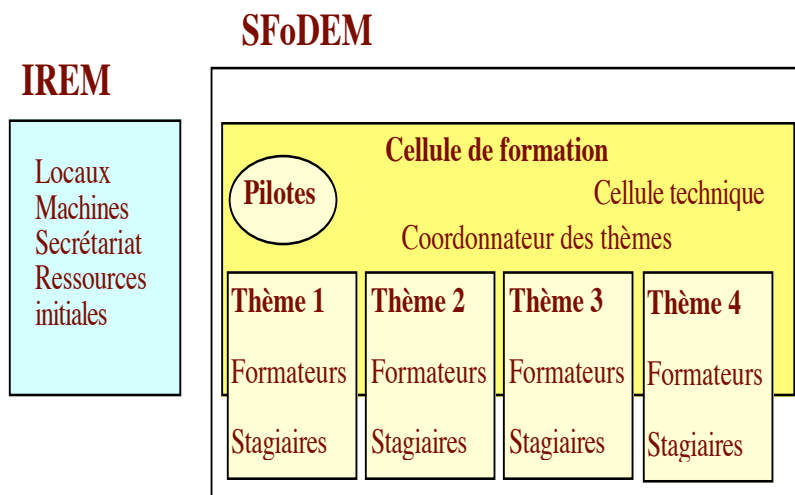 SFoDEM
IREM
Locaux
Machines
Secrétariat
Ressources
initiales
Cellule de formation
Pilotes
Cellule technique
Coordonnateur des thèmes
Thème 1
Formateurs
Stagiaires
Thème 2
Formateurs
Stagiaires
Thème 3
Formateurs
Stagiaires
Thème 4
Formateurs
Stagiaires